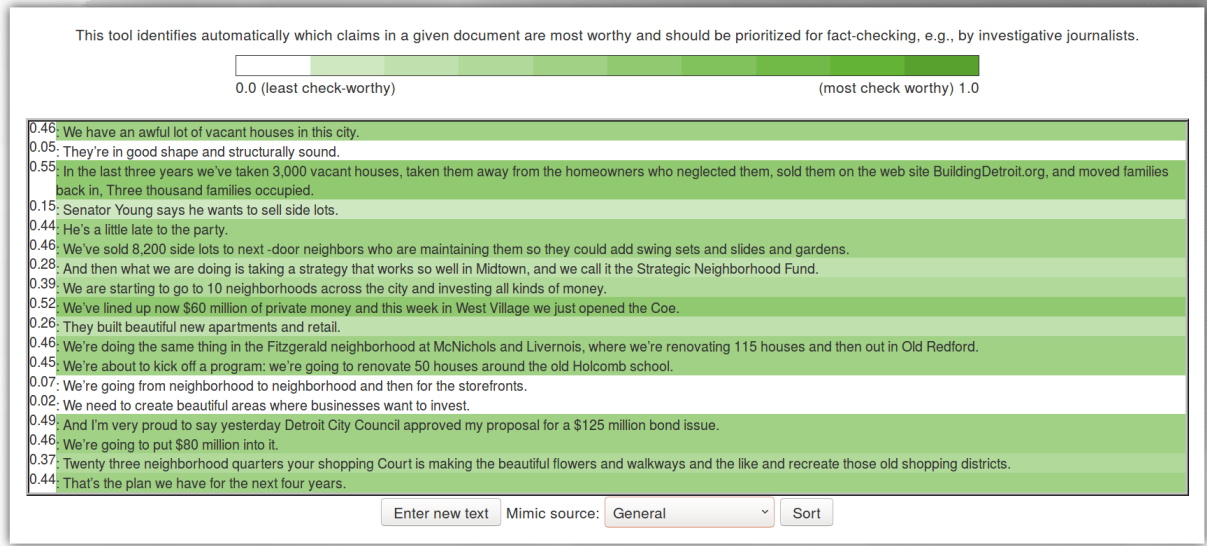 This tool identifies automatically which claims in a given document are most worthy and should be prioritized for fact-checking, e.g., by investigative journalists.
0.0 (least check-worthy) (most check worthy) 1.0
0.46: We have an awful lot of vacant houses in this city.
0.05: They're in good shape and structurally sound.
0.55: In the last three years we've taken 3,000 vacant houses, taken them away from the homeowners who neglected them, sold them on the web site BuildingDetroit.org, and moved families
back in, Three thousand families occupied.
0.15: Senator Young says he wants to sell side lots.
0.44: He's a little late to the party.
0.46: We've sold 8,200 side lots to next -door neighbors who are maintaining them so they could add swing sets and slides and gardens.
0.28: And then what we are doing is taking a strategy that works so well in Midtown, and we call it the Strategic Neighborhood Fund.
0.39: We are starting to go to 10 neighborhoods across the city and investing all kinds of money.
0.52: We've lined up now $60 million of private money and this week in West Village we just opened the Coe.
0.26: They built beautiful new apartments and retail.
0.46: We're doing the same thing in the Fitzgerald neighborhood at McNichols and Livernois, where we're renovating 115 houses and then out in Old Redford.
0.45: We're about to kick off a program: we're going to renovate 50 houses around the old Holcomb school.
0.07: We're going from neighborhood to neighborhood and then for the storefronts.
0.02: We need to create beautiful areas where businesses want to invest.
0.49: And I'm very proud to say yesterday Detroit City Council approved my proposal for a $125 million bond issue.
0.46: We're going to put $80 million into it.
0.37: Twenty three neighborhood quarters your shopping Court is making the beautiful flowers and walkways and the like and recreate those old shopping districts.
0.44: That's the plan we have for the next four years.
Enter new text Mimic source: General Sort